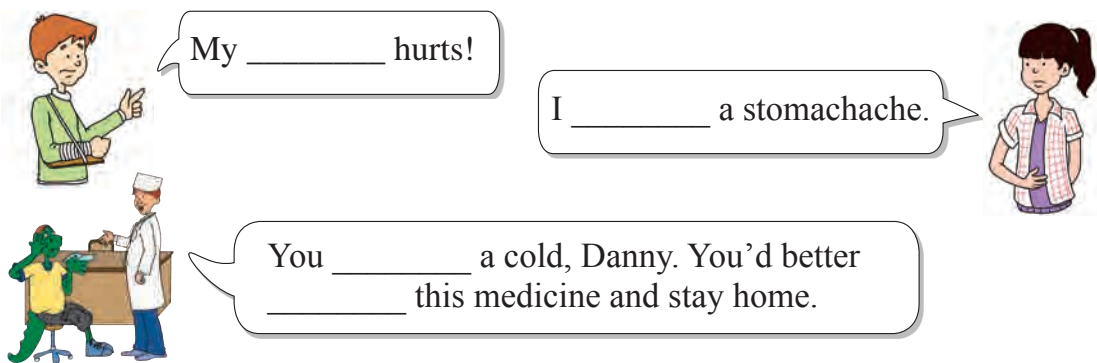 My ________ hurts!
I ________ a stomachache.
You ________ a cold, Danny. You’d better
________ this medicine and stay home.